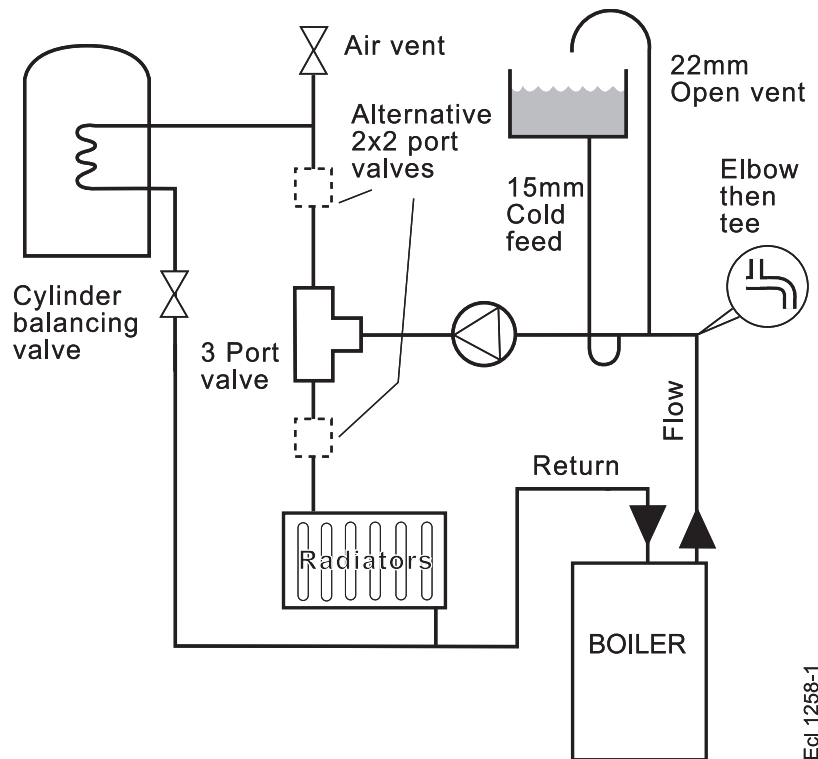 Air vent
22mm
Open vent
Alternative
2x2 port
valves
15mm
Cold
feed
Elbow
then
tee
Cylinder
balancing
valve
3 Port
valve
Flow
Return
Radiators
BOILER
Ecl 1258-1